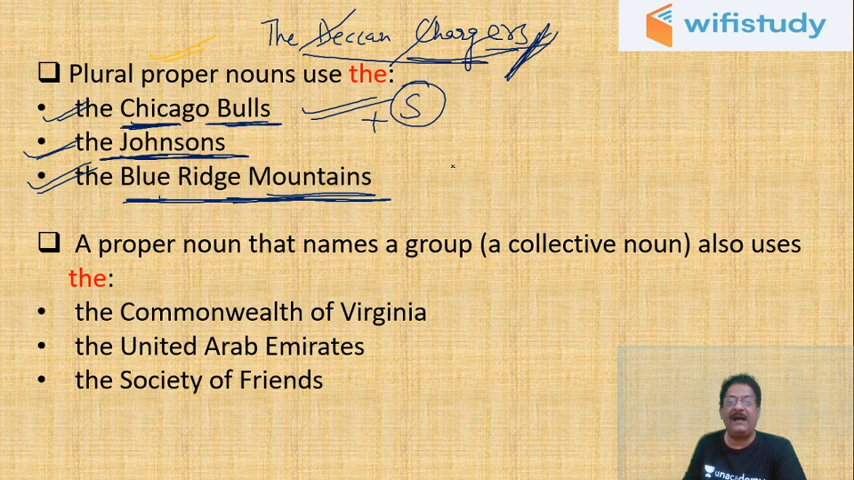 The Deccan Chargers
wifistudy
❑ Plural proper nouns use the:
• the Chicago Bulls
+ S
• the Johnsons
• the Blue Ridge Mountains
❑ A proper noun that names a group (a collective noun) also uses
the:
• the Commonwealth of Virginia
• the United Arab Emirates
• the Society of Friends
unacademy